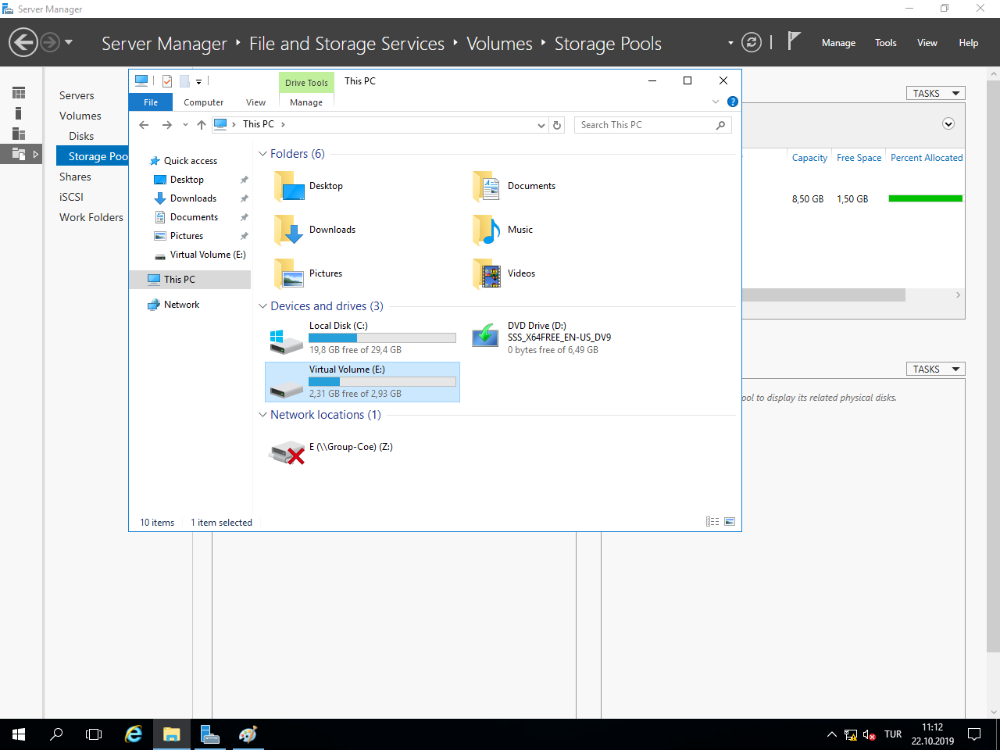 Server Manager
Server Manager ‣ File and Storage Services ‣ Volumes ‣ Storage Pools
Manage Tools View Help
Servers
Volumes
Disks
Storage Poo
Shares
iSCSI
Work Folders
TASKS
Capacity Free Space Percent Allocated
8,50 GB 1,50 GB
TASKS
ool to display its related physical disks.
Drive Tools This PC
File Computer View Manage
This PC
Search This PC
Quick access
Desktop
Downloads
Documents
Pictures
Virtual Volume (E:)
This PC
Network
Folders (6)
Desktop
Documents
Downloads
Music
Pictures
Videos
Devices and drives (3)
Local Disk (C:)
19,8 GB free of 29,4 GB
DVD Drive (D:)
SSS_X64FREE_EN-US_DV9
0 bytes free of 6,49 GB
Virtual Volume (E:)
2,31 GB free of 2,93 GB
Network locations (1)
E (\\Group-Coe) (Z:)
10 items 1 item selected
TUR
11:12
22.10.2019